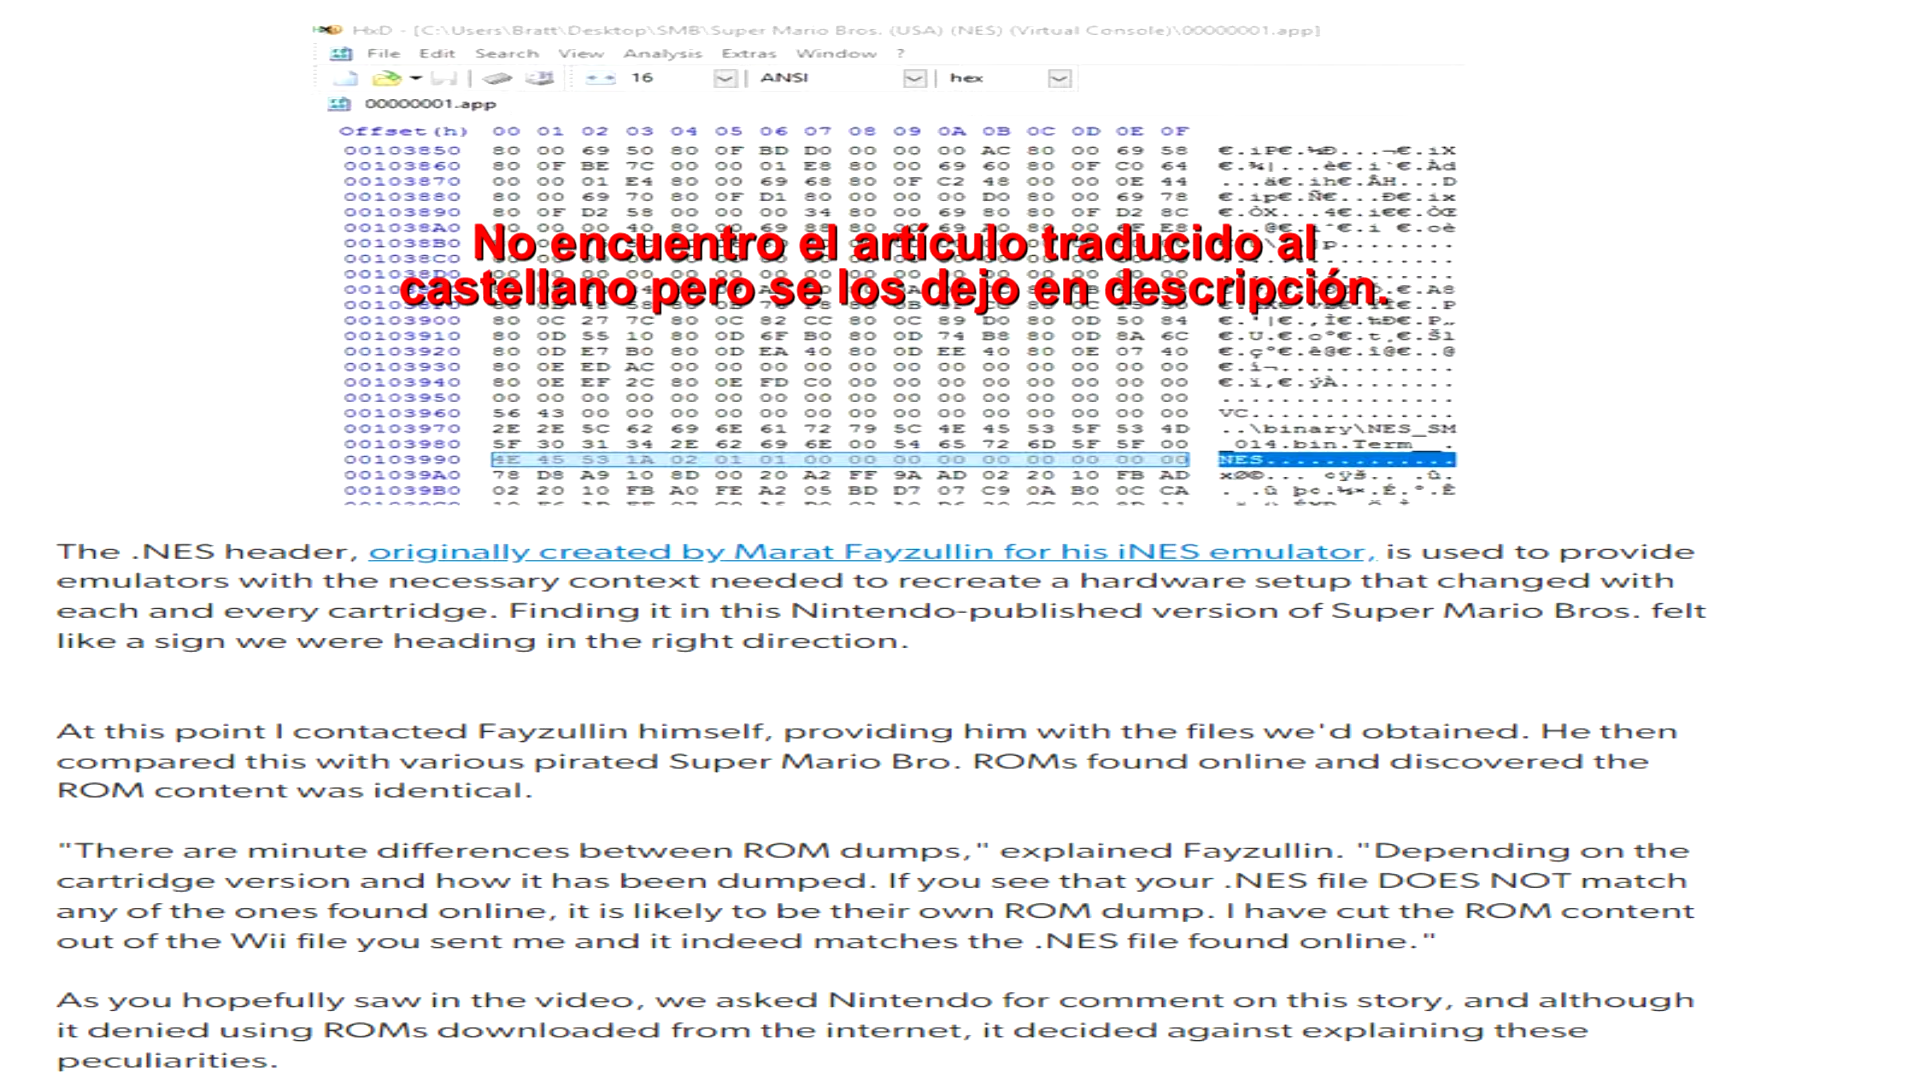 HxD - [C:\Users\Bratt\Desktop\SMB\Super Mario Bros. (USA) (NES) (Virtual Console)\00000001.app]
File Edit Search View Analysis Extras Window ?
16 ANSI hex
00000001.app
Offset(h) 00 01 02 03 04 05 06 07 08 09 0A 0B 0C 0D 0E 0F
00103850 80 00 69 50 80 0F BD D0 00 00 00 AC 80 00 69 58 €.iP€.½Ð...¬€.iX
00103860 80 0F BE 7C 00 00 01 E8 80 00 69 60 80 0F C0 64 €.¾|...è€.i`€.Àd
00103870 00 00 01 E4 80 00 69 68 80 0F C2 48 00 00 0E 44 ...ä€.ih€.ÂH...D
00103880 80 00 69 70 80 0F D1 80 00 00 00 D0 80 00 69 78 €.ip€.Ñ€...Ð€.ix
00103890 80 0F D2 58 00 00 00 34 80 00 69 80 80 0F D2 8C €.ÒX...4€.i€€.ÒŒ
001038A0
001038B0
No encuentro el artículo traducido al
001038C0
castellano pero se los dejo en descripción.
00103900 80 0C 27 7C 80 0C 82 CC 80 0C 89 D0 80 0D 50 84 €.'|€.‚Ì€.‰Ð€.P„
00103910 80 0D 55 10 80 0D 6F B0 80 0D 74 B8 80 0D 8A 6C €.U.€.o°€.t¸€.Šl
00103920 80 0D E7 B0 80 0D EA 40 80 0D EE 40 80 0E 07 40 €.ç°€.ê@€.î@€..@
00103930 80 0E ED AC 00 00 00 00 00 00 00 00 00 00 00 00 €.í¬............
00103940 80 0E EF 2C 80 0E FD C0 00 00 00 00 00 00 00 00 €.ï,€.ýÀ........
00103950 00 00 00 00 00 00 00 00 00 00 00 00 00 00 00 00 ................
00103960 56 43 00 00 00 00 00 00 00 00 00 00 00 00 00 00 VC..............
00103970 2E 2E 5C 62 69 6E 61 72 79 5C 4E 45 53 5F 53 4D ..\binary\NES_SM
00103980 5F 30 31 34 2E 62 69 6E 00 54 65 72 6D 5F 5F 00 _014.bin.Term__.
00103990 4E 45 53 1A 02 01 01 00 00 00 00 00 00 00 00 00 NES.............
001039A0 78 D8 A9 10 8D 00 20 A2 FF 9A AD 02 20 10 FB AD
001039B0 02 20 10 FB A0 FE A2 05 BD D7 07 C9 0A B0 0C CA
The .NES header, originally created by Marat Fayzullin for his iNES emulator, is used to provide
emulators with the necessary context needed to recreate a hardware setup that changed with
each and every cartridge. Finding it in this Nintendo-published version of Super Mario Bros. felt
like a sign we were heading in the right direction.
At this point I contacted Fayzullin himself, providing him with the files we'd obtained. He then
compared this with various pirated Super Mario Bro. ROMs found online and discovered the
ROM content was identical.
"There are minute differences between ROM dumps," explained Fayzullin. "Depending on the
cartridge version and how it has been dumped. If you see that your .NES file DOES NOT match
any of the ones found online, it is likely to be their own ROM dump. I have cut the ROM content
out of the Wii file you sent me and it indeed matches the .NES file found online."
As you hopefully saw in the video, we asked Nintendo for comment on this story, and although
it denied using ROMs downloaded from the internet, it decided against explaining these
peculiarities.